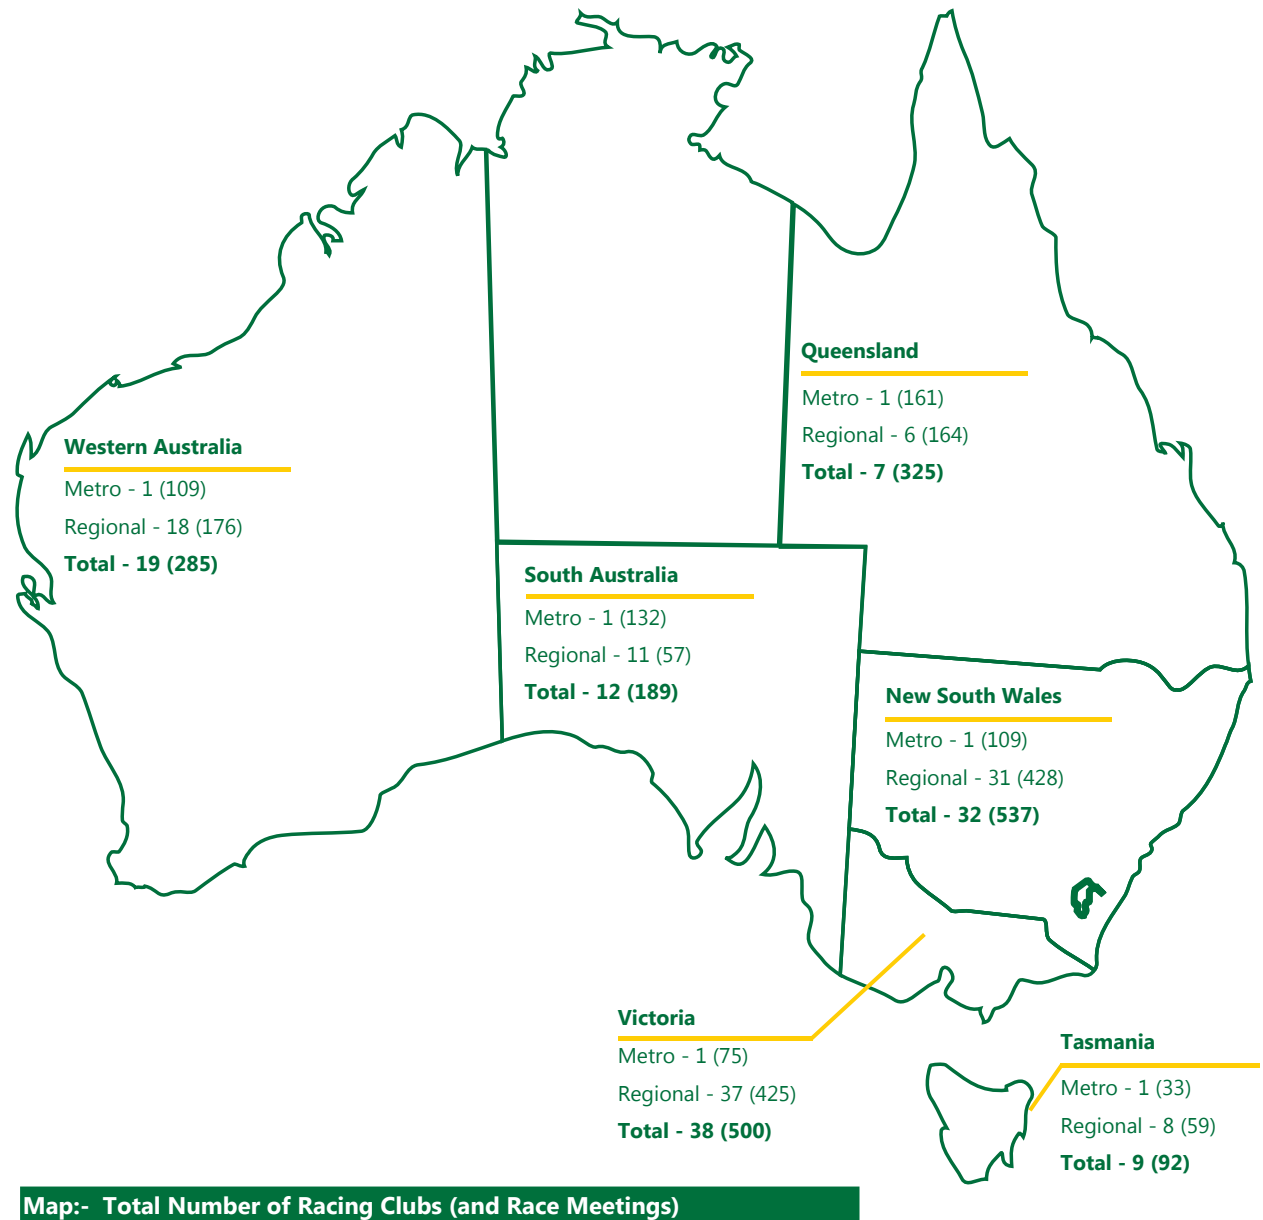 Queensland
Metro - 1 (161)
Regional - 6 (164)
Total - 7 (325)
Western Australia
Metro - 1 (109)
Regional - 18 (176)
Total - 19 (285)
South Australia
Metro - 1 (132)
Regional - 11 (57)
Total - 12 (189)
New South Wales
Metro - 1 (109)
Regional - 31 (428)
Total - 32 (537)
Victoria
Metro - 1 (75)
Regional - 37 (425)
Total - 38 (500)
Tasmania
Metro - 1 (33)
Regional - 8 (59)
Total - 9 (92)
Map:- Total Number of Racing Clubs (and Race Meetings)